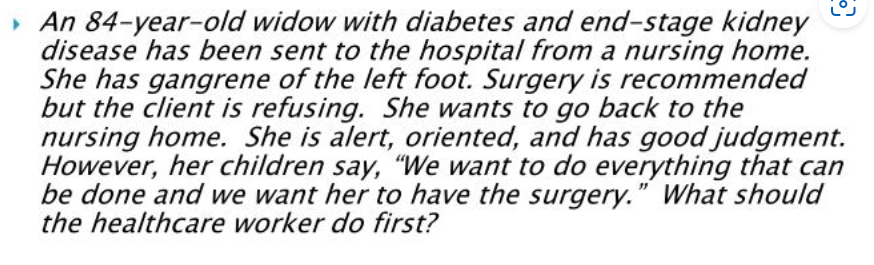 An 84-year-old widow with diabetes and end-stage kidney
disease has been sent to the hospital from a nursing home.
She has gangrene of the left foot. Surgery is recommended
but the client is refusing.  She wants to go back to the
nursing home.  She is alert, oriented, and has good judgment.
However, her children say, “We want to do everything that can
be done and we want her to have the surgery.”  What should
the healthcare worker do first?